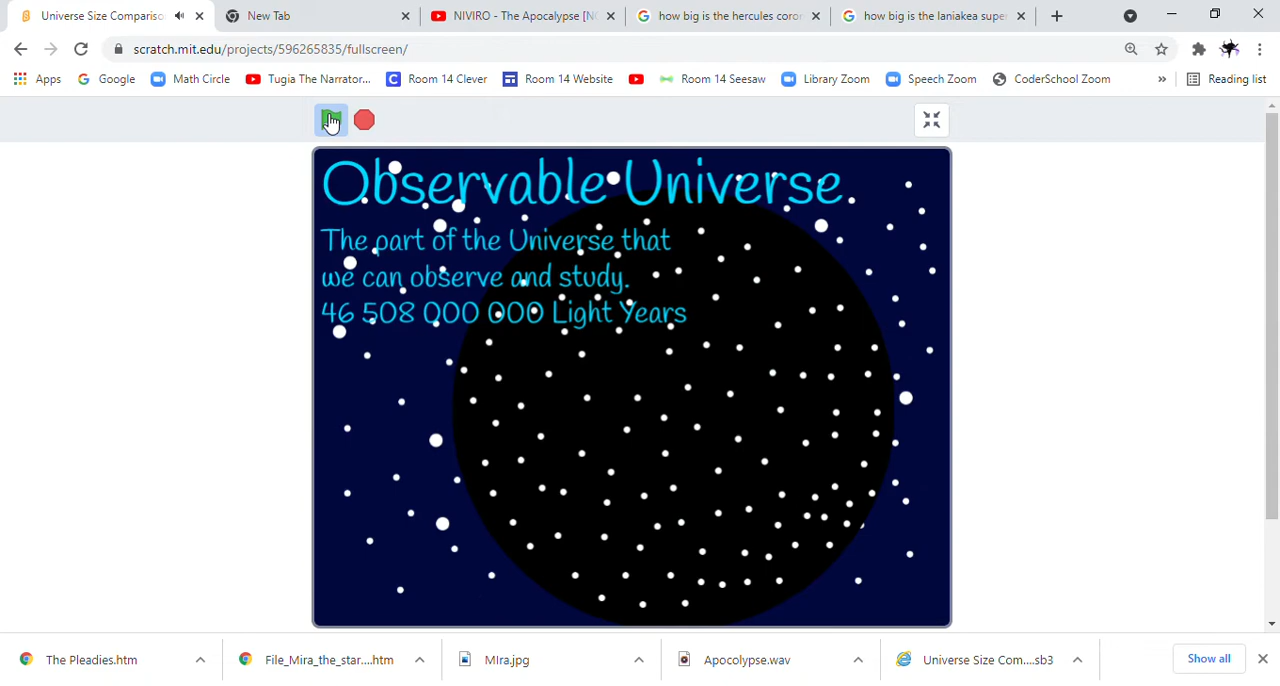 Universe Size Compariso
New Tab
NIVIRO - The Apocalypse [NC
how big is the hercules coron
how big is the laniakea supe
scratch.mit.edu/projects/596265835/fullscreen/
Apps
Google
Math Circle
Tugia The Narrator...
Room 14 Clever
Room 14 Website
Room 14 Seesaw
Library Zoom
Speech Zoom
CoderSchool Zoom
»
Reading list
Observable Universe
The part of the Universe that
we can observe and study.
46 508 000 000 Light Years
The Pleadies.htm
File_Mira_the_star....htm
MIra.jpg
Apocolypse.wav
Universe Size Com....sb3
Show all